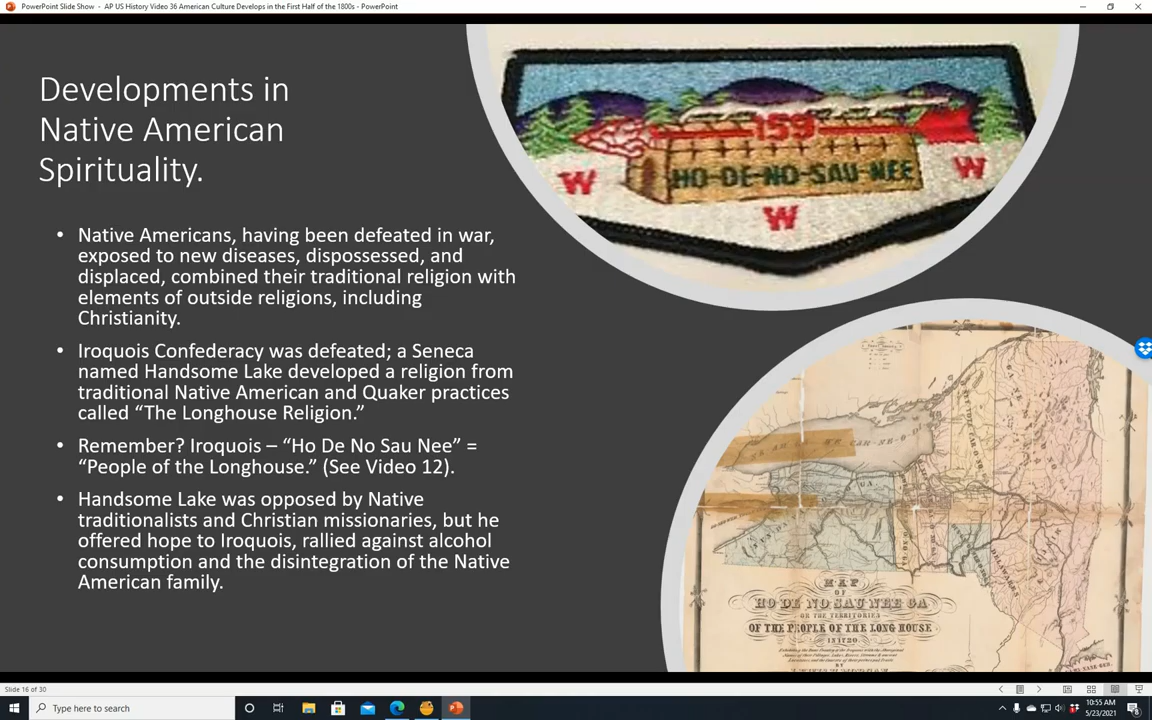 PowerPoint Slide Show - AP US History Video 36 American Culture Develops in the First Half of the 1800s - PowerPoint
Developments in
Native American
Spirituality.
• Native Americans, having been defeated in war,
exposed to new diseases, dispossessed, and
displaced, combined their traditional religion with
elements of outside religions, including
Christianity.
• Iroquois Confederacy was defeated; a Seneca
named Handsome Lake developed a religion from
traditional Native American and Quaker practices
called “The Longhouse Religion.”
• Remember? Iroquois – “Ho De No Sau Nee” =
“People of the Longhouse.” (See Video 12).
• Handsome Lake was opposed by Native
traditionalists and Christian missionaries, but he
offered hope to Iroquois, rallied against alcohol
consumption and the disintegration of the Native
American family.
159
HO-DE-NO-SAU-NEE
W
W
W
MAP
OF
HO DE NO SAU NEE GA
OR THE TERRITORIES
OF THE PEOPLE OF THE LONG HOUSE
IN 1720
BY
Slide 16 of 30
Type here to search
10:55 AM
5/23/2021